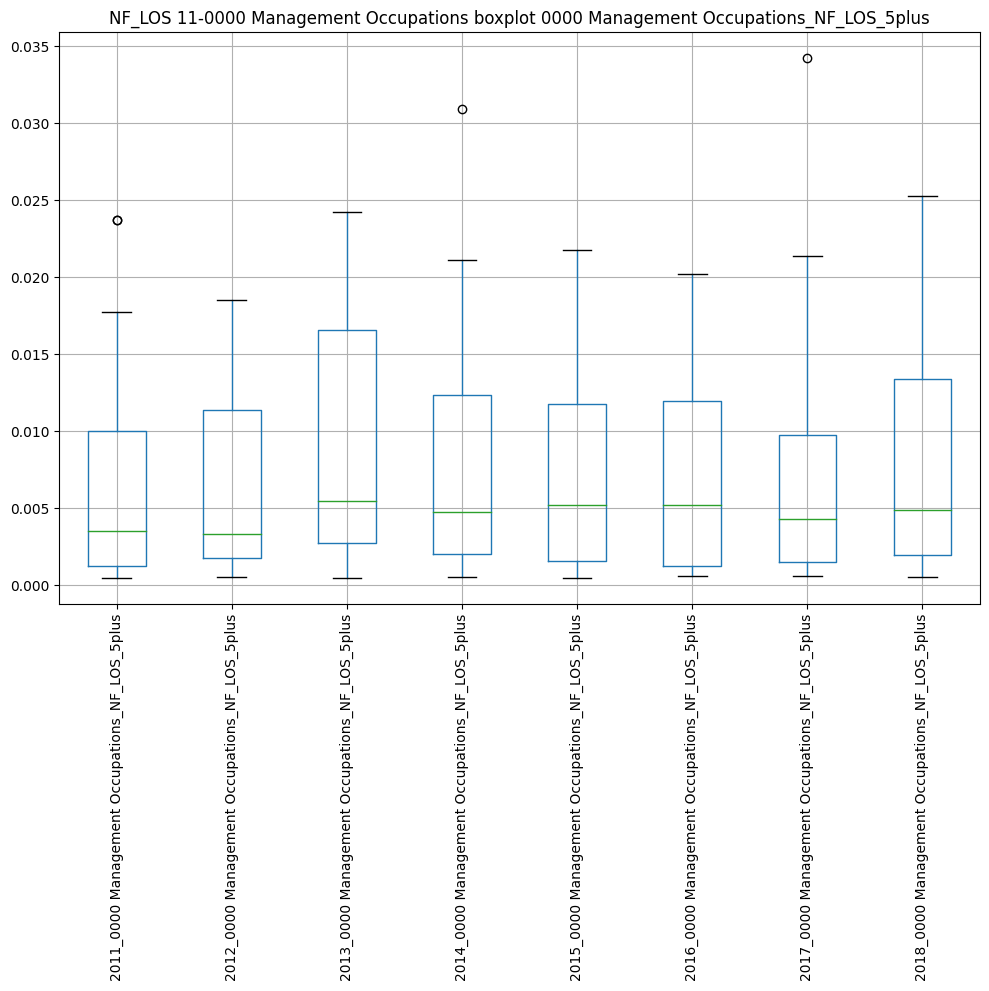 NF_LOS 11-0000 Management Occupations boxplot 0000 Management Occupations_NF_LOS_5plus
0.035
0.030
0.025
0.020
0.015
0.010
0.005
0.000
2011_0000 Management Occupations_NF_LOS_5plus
2012_0000 Management Occupations_NF_LOS_5plus
2013_0000 Management Occupations_NF_LOS_5plus
2014_0000 Management Occupations_NF_LOS_5plus
2015_0000 Management Occupations_NF_LOS_5plus
2016_0000 Management Occupations_NF_LOS_5plus
2017_0000 Management Occupations_NF_LOS_5plus
2018_0000 Management Occupations_NF_LOS_5plus